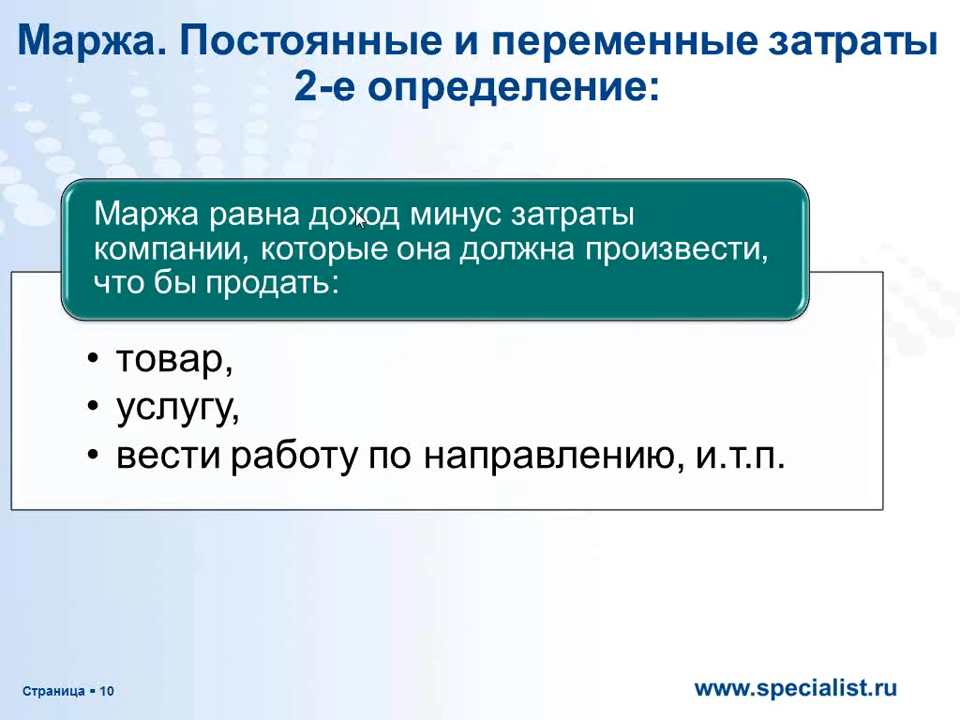 Маржа. Постоянные и переменные затраты
2-е определение:
Маржа равна доход минус затраты
компании, которые она должна произвести,
что бы продать:
• товар,
• услугу,
• вести работу по направлению, и.т.п.
Страница ▪ 10
www.specialist.ru